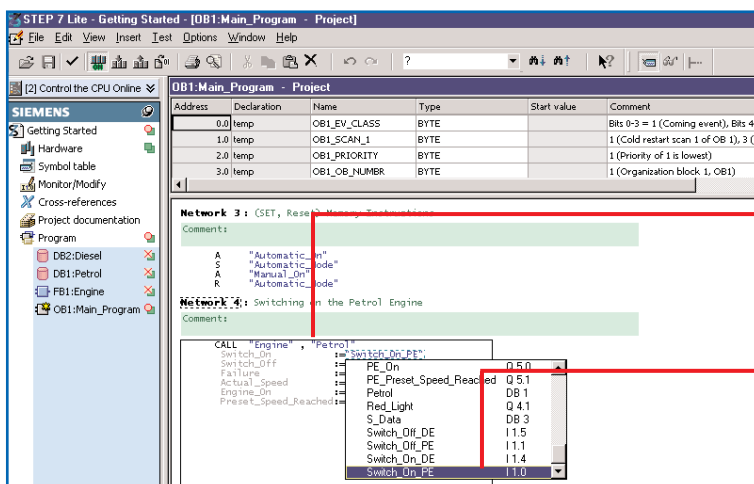 STEP 7 Lite - Getting Started - [OB1:Main_Program - Project]
File Edit View Insert Test Options Window Help
?
[2] Control the CPU Online
OB1:Main_Program - Project
SIEMENS
Getting Started
Hardware
Symbol table
Monitor/Modify
Cross-references
Project documentation
Program
DB2:Diesel
DB1:Petrol
FB1:Engine
OB1:Main_Program
Address Declaration Name Type Start value Comment
0.0 temp OB1_EV_CLASS BYTE Bits 0-3 = 1 (Coming event), Bits 4
1.0 temp OB1_SCAN_1 BYTE 1 (Cold restart scan 1 of OB 1), 3 (
2.0 temp OB1_PRIORITY BYTE 1 (Priority of 1 is lowest)
3.0 temp OB1_OB_NUMBR BYTE 1 (Organization block 1, OB1)
Network 3: (SET, Reset) Memory Instructions
Comment:
A "Automatic_On"
S "Automatic_Mode"
A "Manual_On"
R "Automatic_Mode"
Network 4: Switching on the Petrol Engine
Comment:
CALL "Engine" , "Petrol"
Switch_On :="Switch_On_PE"
Switch_Off :=
Failure :=
Actual_Speed :=
Engine_On :=
Preset_Speed_Reached:=
PE_On Q 5.0
PE_Preset_Speed_Reached Q 5.1
Petrol DB 1
Red_Light Q 4.1
S_Data DB 3
Switch_Off_DE I 1.5
Switch_Off_PE I 1.1
Switch_On_DE I 1.4
Switch_On_PE I 1.0